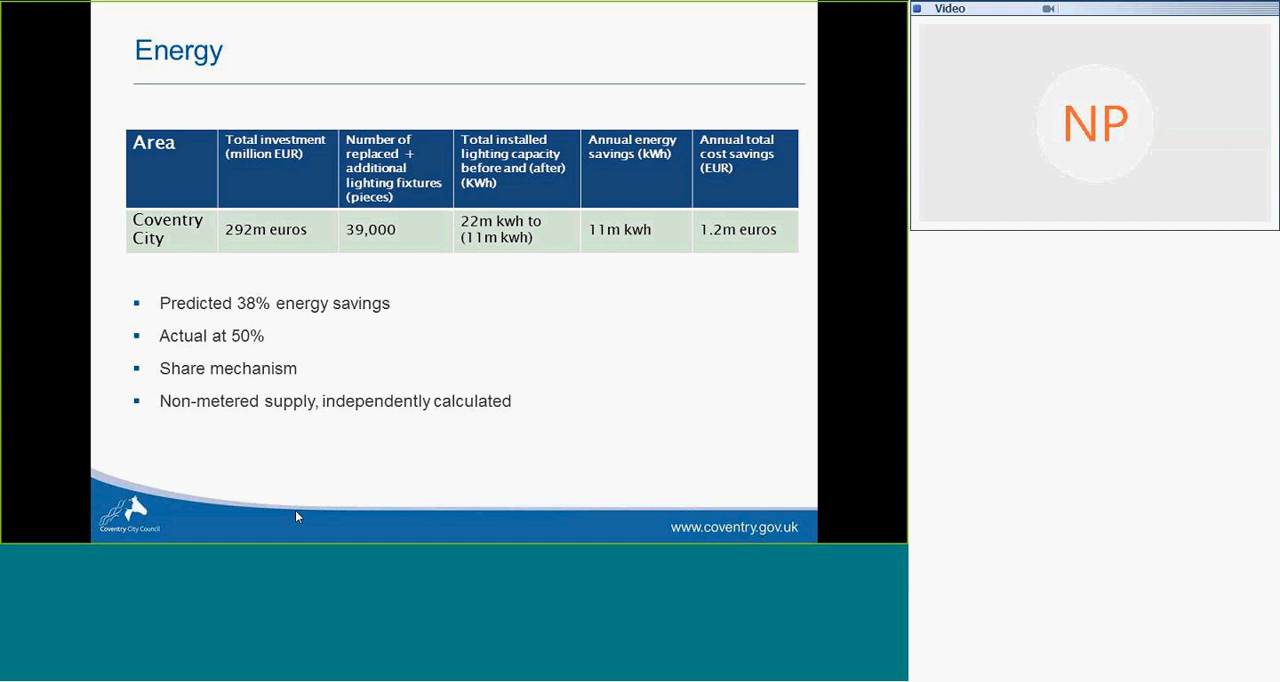 Energy
Area
Total investment
(million EUR)
Number of
replaced +
additional
lighting fixtures
(pieces)
Total installed
lighting capacity
before and (after)
(KWh)
Annual energy
savings (kWh)
Annual total
cost savings
(EUR)
Coventry
City
292m euros
39,000
22m kwh to
(11m kwh)
11m kwh
1.2m euros
Predicted 38% energy savings
Actual at 50%
Share mechanism
Non-metered supply, independently calculated
Coventry City Council
www.coventry.gov.uk
Video
NP